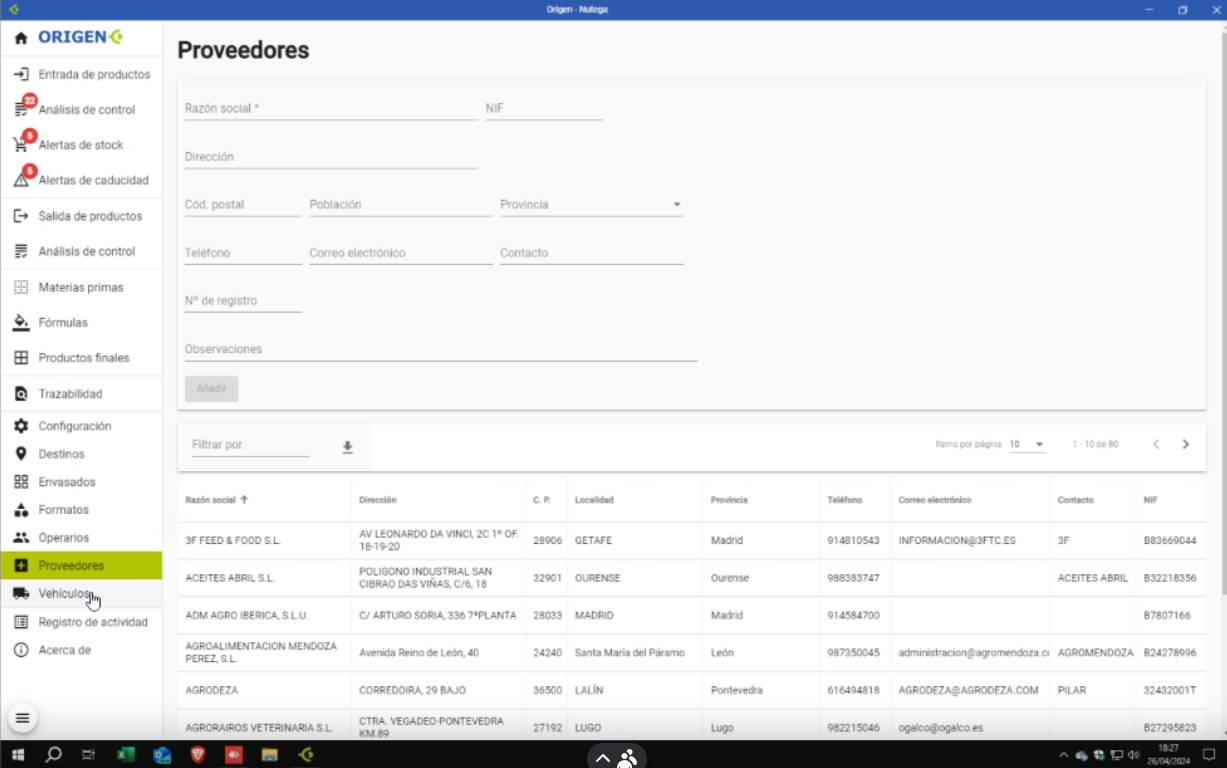 Origen - Nutega
ORIGEN
Proveedores
Entrada de productos
22
Análisis de control
5
Alertas de stock
5
Alertas de caducidad
Salida de productos
Análisis de control
Materias primas
Fórmulas
Productos finales
Trazabilidad
Configuración
Destinos
Envasados
Formatos
Operarios
Proveedores
Vehículos
Registro de actividad
Acerca de
Razón social * NIF
Dirección
Cód. postal Población Provincia
Teléfono Correo electrónico Contacto
Nº de registro
Observaciones
Añadir
Filtrar por Items por página: 10 1 - 10 de 80
Razón social Dirección C. P. Localidad Provincia Teléfono Correo electrónico Contacto NIF
3F FEED & FOOD S.L. AV LEONARDO DA VINCI, 2C 1º OF. 18-19-20 28906 GETAFE Madrid 914810543 INFORMACION@3FTC.ES 3F B83669044
ACEITES ABRIL S.L. POLIGONO INDUSTRIAL SAN CIBRAO DAS VIÑAS, C/6, 18 32901 OURENSE Ourense 988383747 ACEITES ABRIL B32218356
ADM AGRO IBERICA, S.L.U. C/ ARTURO SORIA, 336 7ªPLANTA 28033 MADRID Madrid 914584700 B7807166
AGROALIMENTACION MENDOZA PEREZ, S.L. Avenida Reino de León, 40 24240 Santa María del Páramo León 987350045 administracion@agromendoza.co AGROMENDOZA B24278996
AGRODEZA CORREDOIRA, 29 BAJO 36500 LALÍN Pontevedra 616494818 AGRODEZA@AGRODEZA.COM PILAR 32432001T
AGRORAIROS VETERINARIA S.L. CTRA. VEGADEO-PONTEVEDRA KM.89 27192 LUGO Lugo 982215046 ogalco@ogalco.es B27295823
18:27
26/04/2024